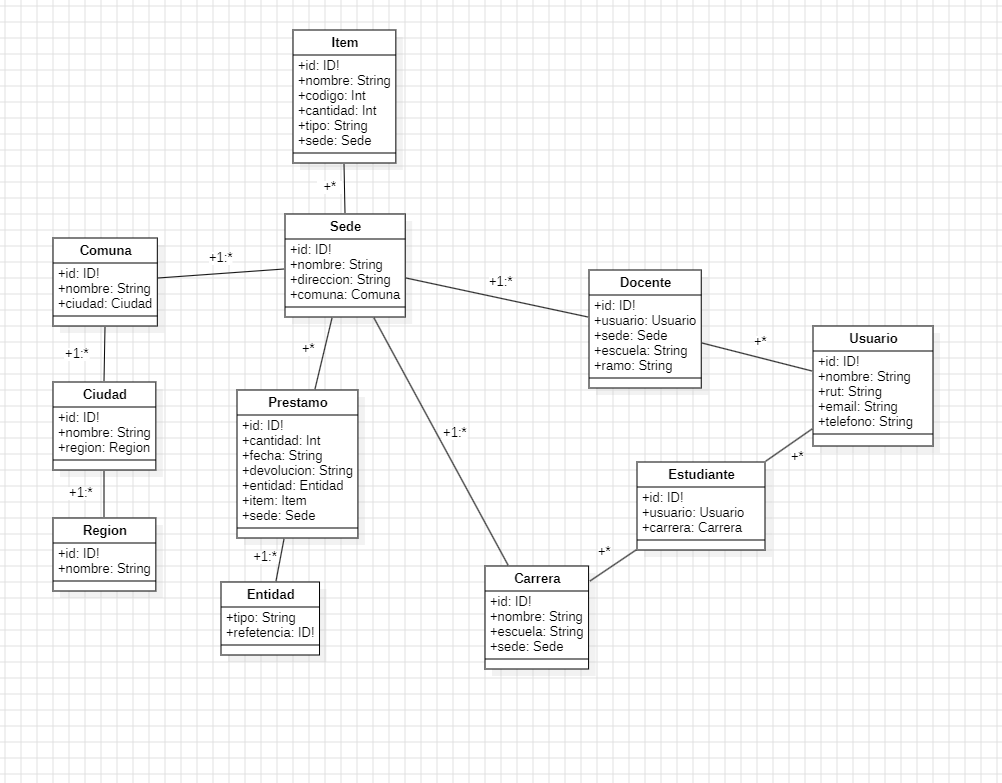 Item
+id: ID!
+nombre: String
+codigo: Int
+cantidad: Int
+tipo: String
+sede: Sede
+*
Sede
+id: ID!
+nombre: String
+direccion: String
+comuna: Comuna
Comuna
+id: ID!
+nombre: String
+ciudad: Ciudad
+1:*
+1:*
Docente
+id: ID!
+usuario: Usuario
+sede: Sede
+escuela: String
+ramo: String
+*
Usuario
+id: ID!
+nombre: String
+rut: String
+email: String
+telefono: String
+1:*
Ciudad
+id: ID!
+nombre: String
+region: Region
+*
Prestamo
+id: ID!
+cantidad: Int
+fecha: String
+devolucion: String
+entidad: Entidad
+item: Item
+sede: Sede
+1:*
+*
Estudiante
+id: ID!
+usuario: Usuario
+carrera: Carrera
+1:*
Region
+id: ID!
+nombre: String
+1:*
Entidad
+tipo: String
+refetencia: ID!
+*
Carrera
+id: ID!
+nombre: String
+escuela: String
+sede: Sede